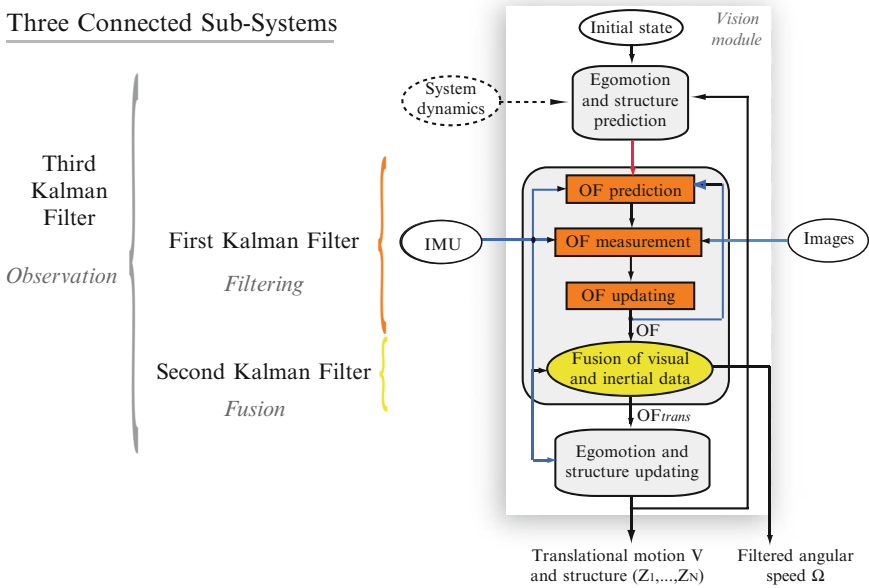 Three Connected Sub-Systems
Initial state
Vision
module
System
dynamics
Egomotion
and structure
prediction
Third
Kalman
Filter
Observation
First Kalman Filter
Filtering
Second Kalman Filter
Fusion
IMU
OF prediction
OF measurement
Images
OF updating
OF
Fusion of visual
and inertial data
OFtrans
Egomotion and
structure updating
Translational motion V
and structure (Z1,...,ZN)
Filtered angular
speed Ω